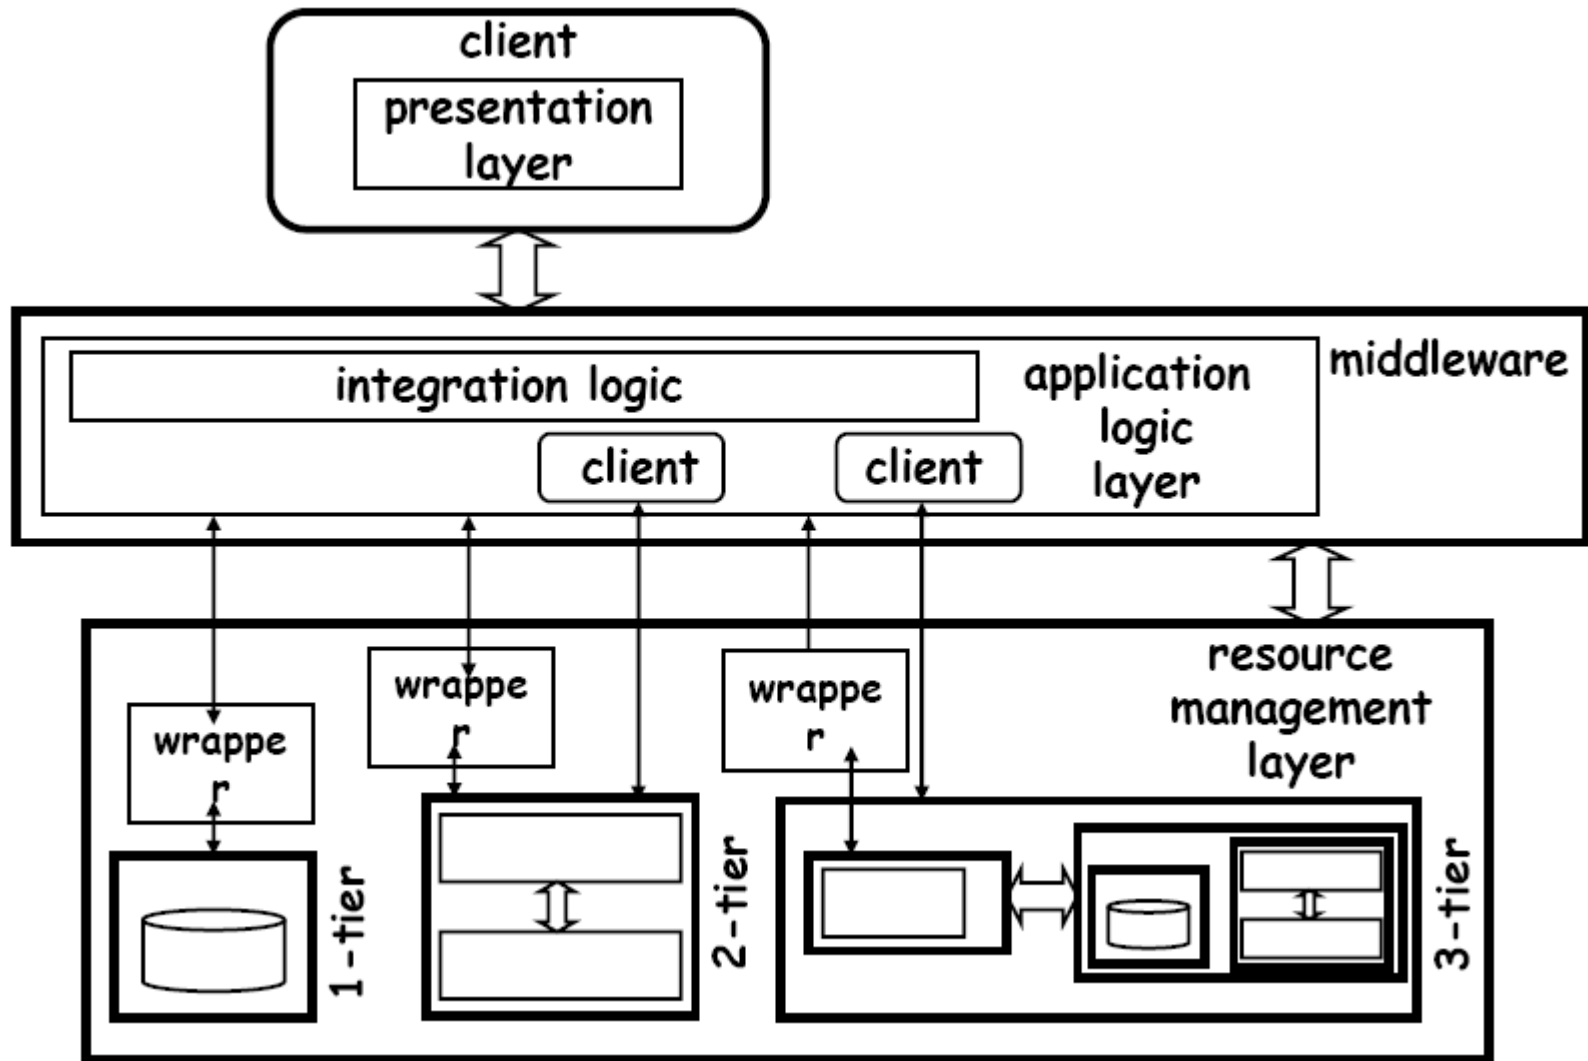 client
presentation
layer
integration logic
application
logic
layer
middleware
client
client
resource
management
layer
wrappe
r
wrappe
r
wrappe
r
1-tier
2-tier
3-tier